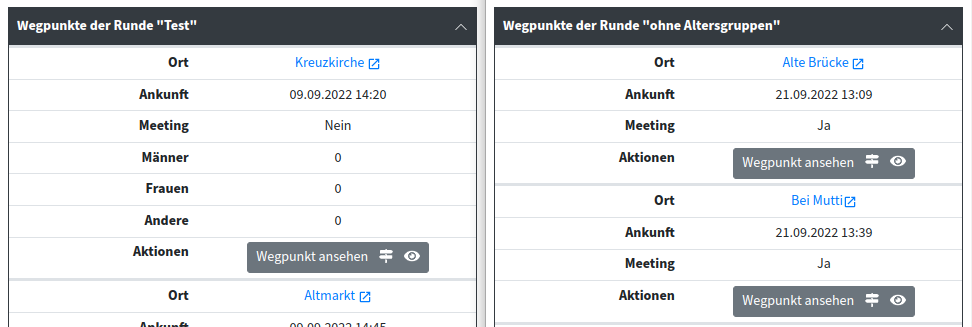 Wegpunkte der Runde "Test"
Ort Kreuzkirche
Ankunft 09.09.2022 14:20
Meeting Nein
Männer 0
Frauen 0
Andere 0
Aktionen Wegpunkt ansehen
Ort Altmarkt
Ankunft 09.09.2022 14:45
Wegpunkte der Runde "ohne Altersgruppen"
Ort Alte Brücke
Ankunft 21.09.2022 13:09
Meeting Ja
Aktionen Wegpunkt ansehen
Ort Bei Mutti
Ankunft 21.09.2022 13:39
Meeting Ja
Aktionen Wegpunkt ansehen